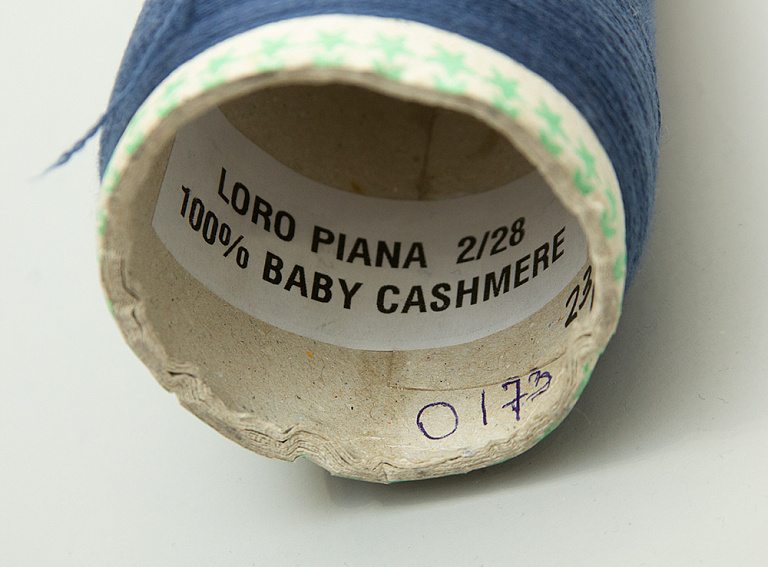 LORO PIANA 2/28
100% BABY CASHMERE
23,
0173